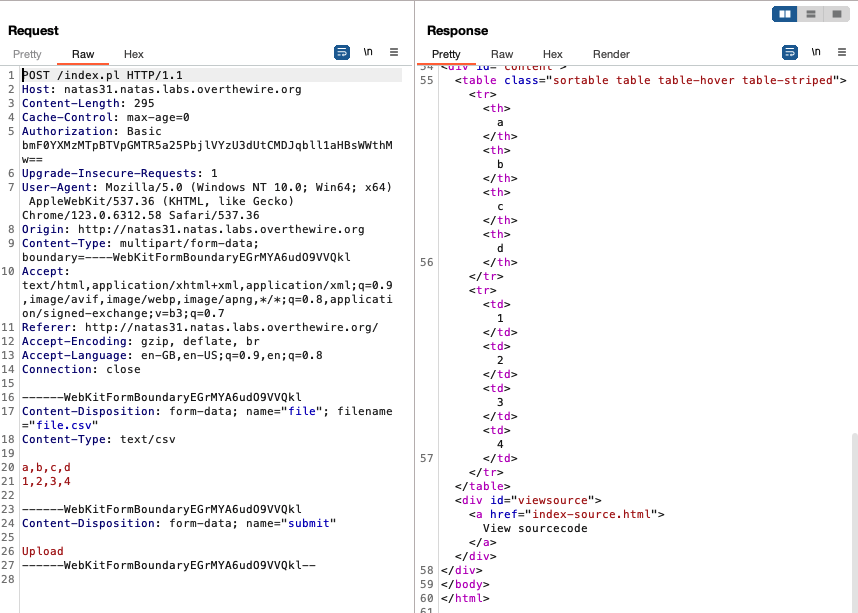 Request
Pretty Raw Hex \n
1 POST /index.pl HTTP/1.1
2 Host: natas31.natas.labs.overthewire.org
3 Content-Length: 295
4 Cache-Control: max-age=0
5 Authorization: Basic
bmF0YXMzMTpBTVpGMTR5a25PbjlVYzU3dUtCMDJqbll1aHBsWWthM
w==
6 Upgrade-Insecure-Requests: 1
7 User-Agent: Mozilla/5.0 (Windows NT 10.0; Win64; x64)
AppleWebKit/537.36 (KHTML, like Gecko)
Chrome/123.0.6312.58 Safari/537.36
8 Origin: http://natas31.natas.labs.overthewire.org
9 Content-Type: multipart/form-data;
boundary=----WebKitFormBoundaryEGrMYA6udO9VVQkl
10 Accept:
text/html,application/xhtml+xml,application/xml;q=0.9
,image/avif,image/webp,image/apng,*/*;q=0.8,applicati
on/signed-exchange;v=b3;q=0.7
11 Referer: http://natas31.natas.labs.overthewire.org/
12 Accept-Encoding: gzip, deflate, br
13 Accept-Language: en-GB,en-US;q=0.9,en;q=0.8
14 Connection: close
15
16 ------WebKitFormBoundaryEGrMYA6udO9VVQkl
17 Content-Disposition: form-data; name="file"; filename
="file.csv"
18 Content-Type: text/csv
19
20 a,b,c,d
21 1,2,3,4
22
23 ------WebKitFormBoundaryEGrMYA6udO9VVQkl
24 Content-Disposition: form-data; name="submit"
25
26 Upload
27 ------WebKitFormBoundaryEGrMYA6udO9VVQkl--
28
Response
Pretty Raw Hex Render \n
54 <div id="content">
55 <table class="sortable table table-hover table-striped">
<tr>
<th>
a
</th>
<th>
b
</th>
<th>
c
</th>
<th>
d
56 </th>
</tr>
<tr>
<td>
1
</td>
<td>
2
</td>
<td>
3
</td>
<td>
4
57 </td>
</tr>
</table>
<div id="viewsource">
<a href="index-source.html">
View sourcecode
</a>
</div>
58 </div>
59 </body>
60 </html>
61